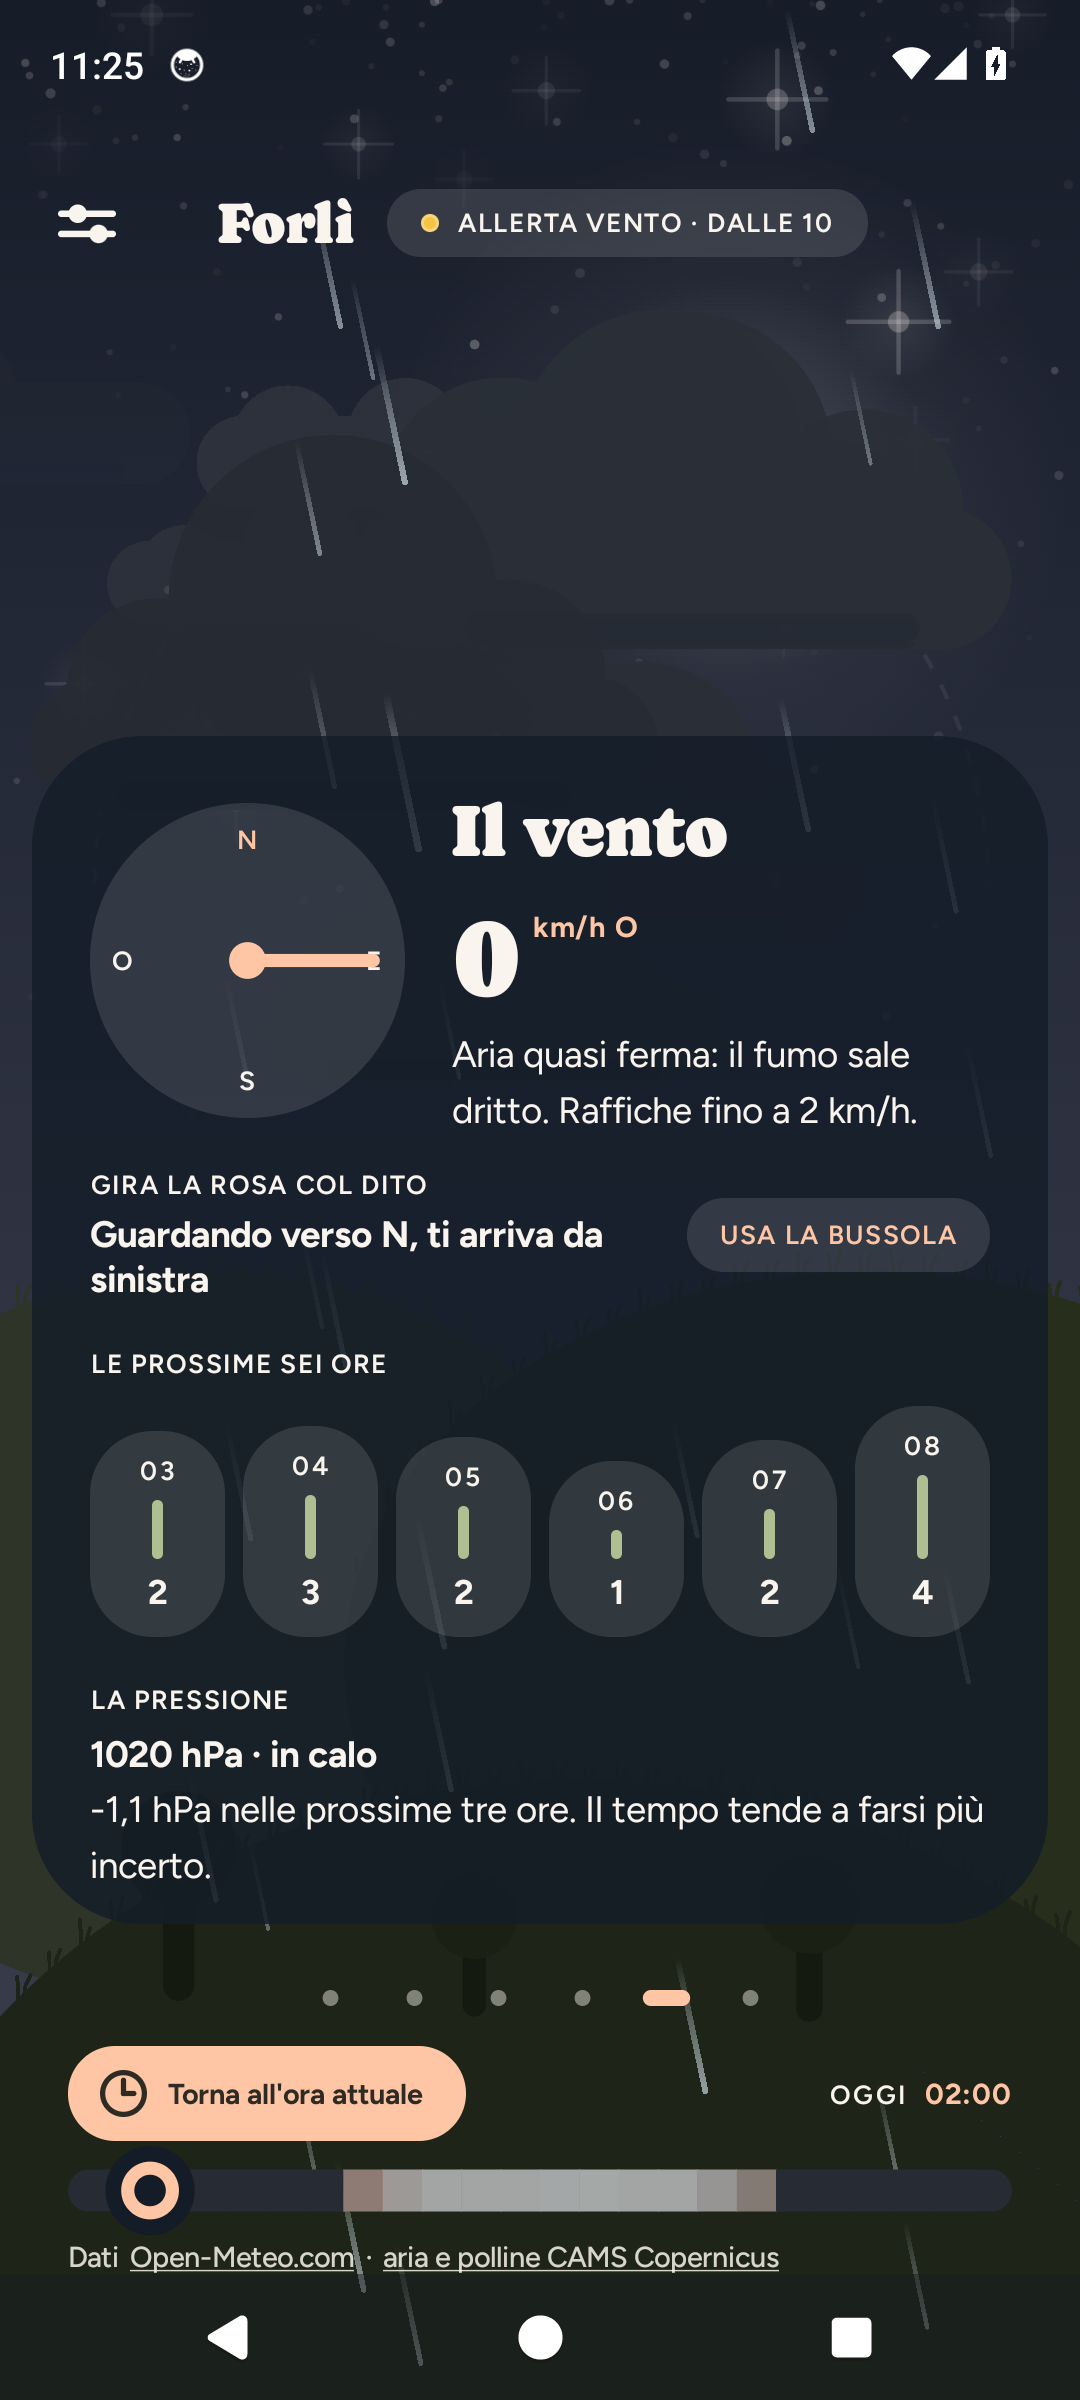 11:25
Forlì
ALLERTA VENTO · DALLE 10
N
O
E
S
Il vento
0 km/h O
Aria quasi ferma: il fumo sale
dritto. Raffiche fino a 2 km/h.
GIRA LA ROSA COL DITO
Guardando verso N, ti arriva da
sinistra
USA LA BUSSOLA
LE PROSSIME SEI ORE
03 04 05 06 07 08
2 3 2 1 2 4
LA PRESSIONE
1020 hPa · in calo
-1,1 hPa nelle prossime tre ore. Il tempo tende a farsi più
incerto.
Torna all'ora attuale
OGGI 02:00
Dati Open-Meteo.com · aria e polline CAMS Copernicus